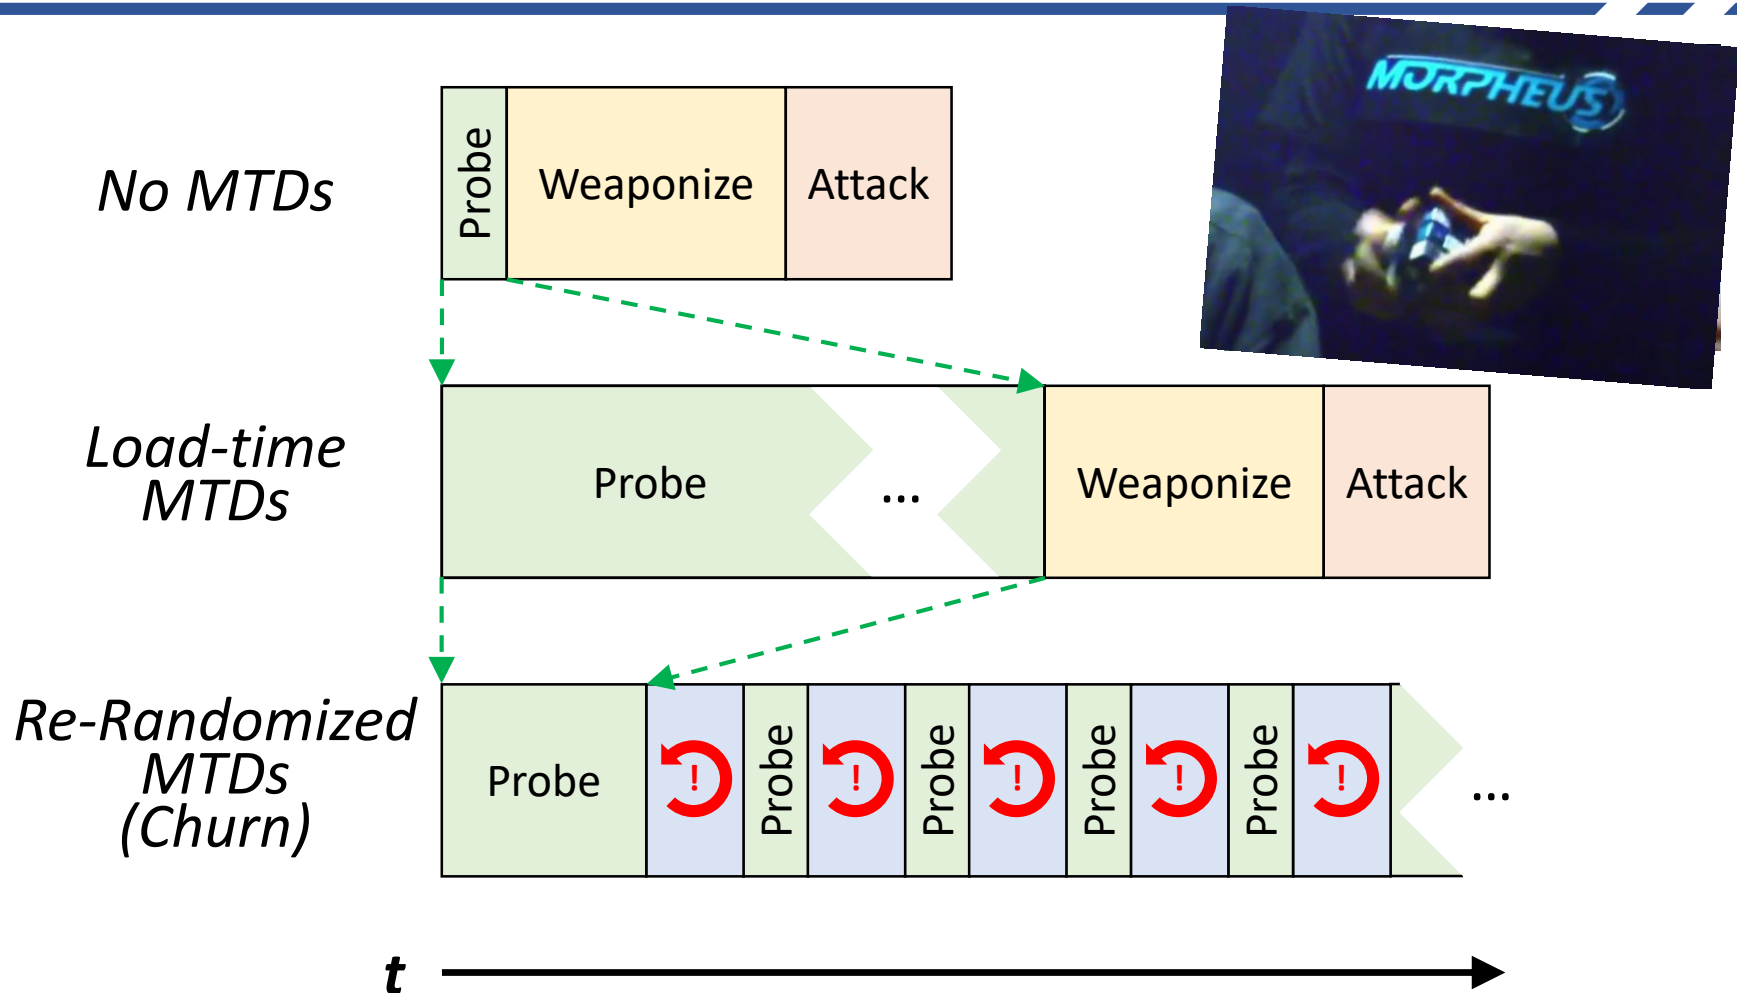 MORPHEUS
No MTDs
Probe
Weaponize
Attack
Load-time
MTDs
Probe
...
Weaponize
Attack
Re-Randomized
MTDs
(Churn)
Probe
!
Probe
!
Probe
!
Probe
!
Probe
!
...
t